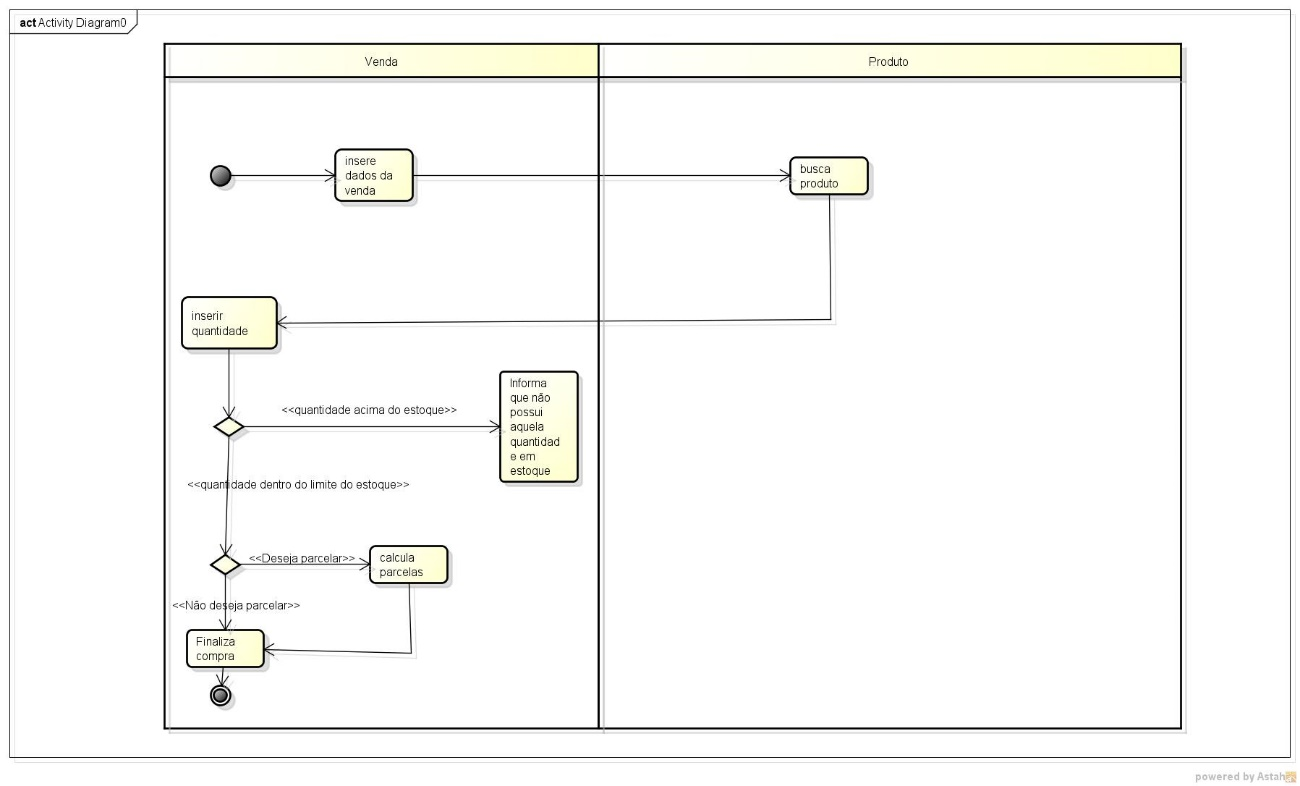 act Activity Diagram0
Venda
Produto
insere
dados da
venda
busca
produto
inserir
quantidade
<<quantidade acima do estoque>>
Informa
que não
possui
aquela
quantidad
e em
estoque
<<quantidade dentro do limite do estoque>>
<<Deseja parcelar>>
calcula
parcelas
<<Não deseja parcelar>>
Finaliza
compra
powered by Astah